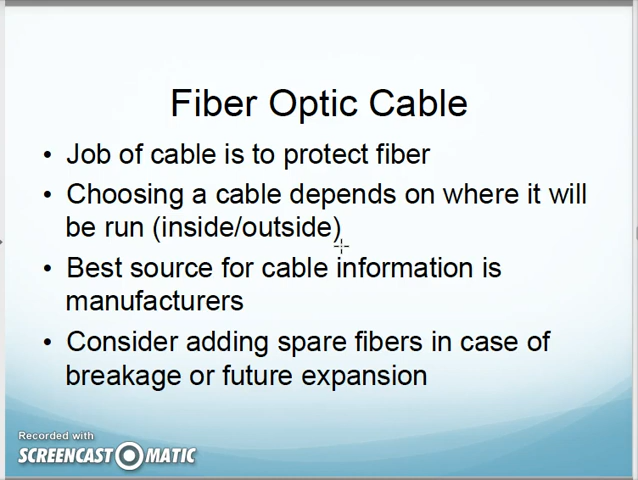 Fiber Optic Cable
• Job of cable is to protect fiber
• Choosing a cable depends on where it will
be run (inside/outside)
• Best source for cable information is
manufacturers
• Consider adding spare fibers in case of
breakage or future expansion
Recorded with
SCREENCAST MATIC